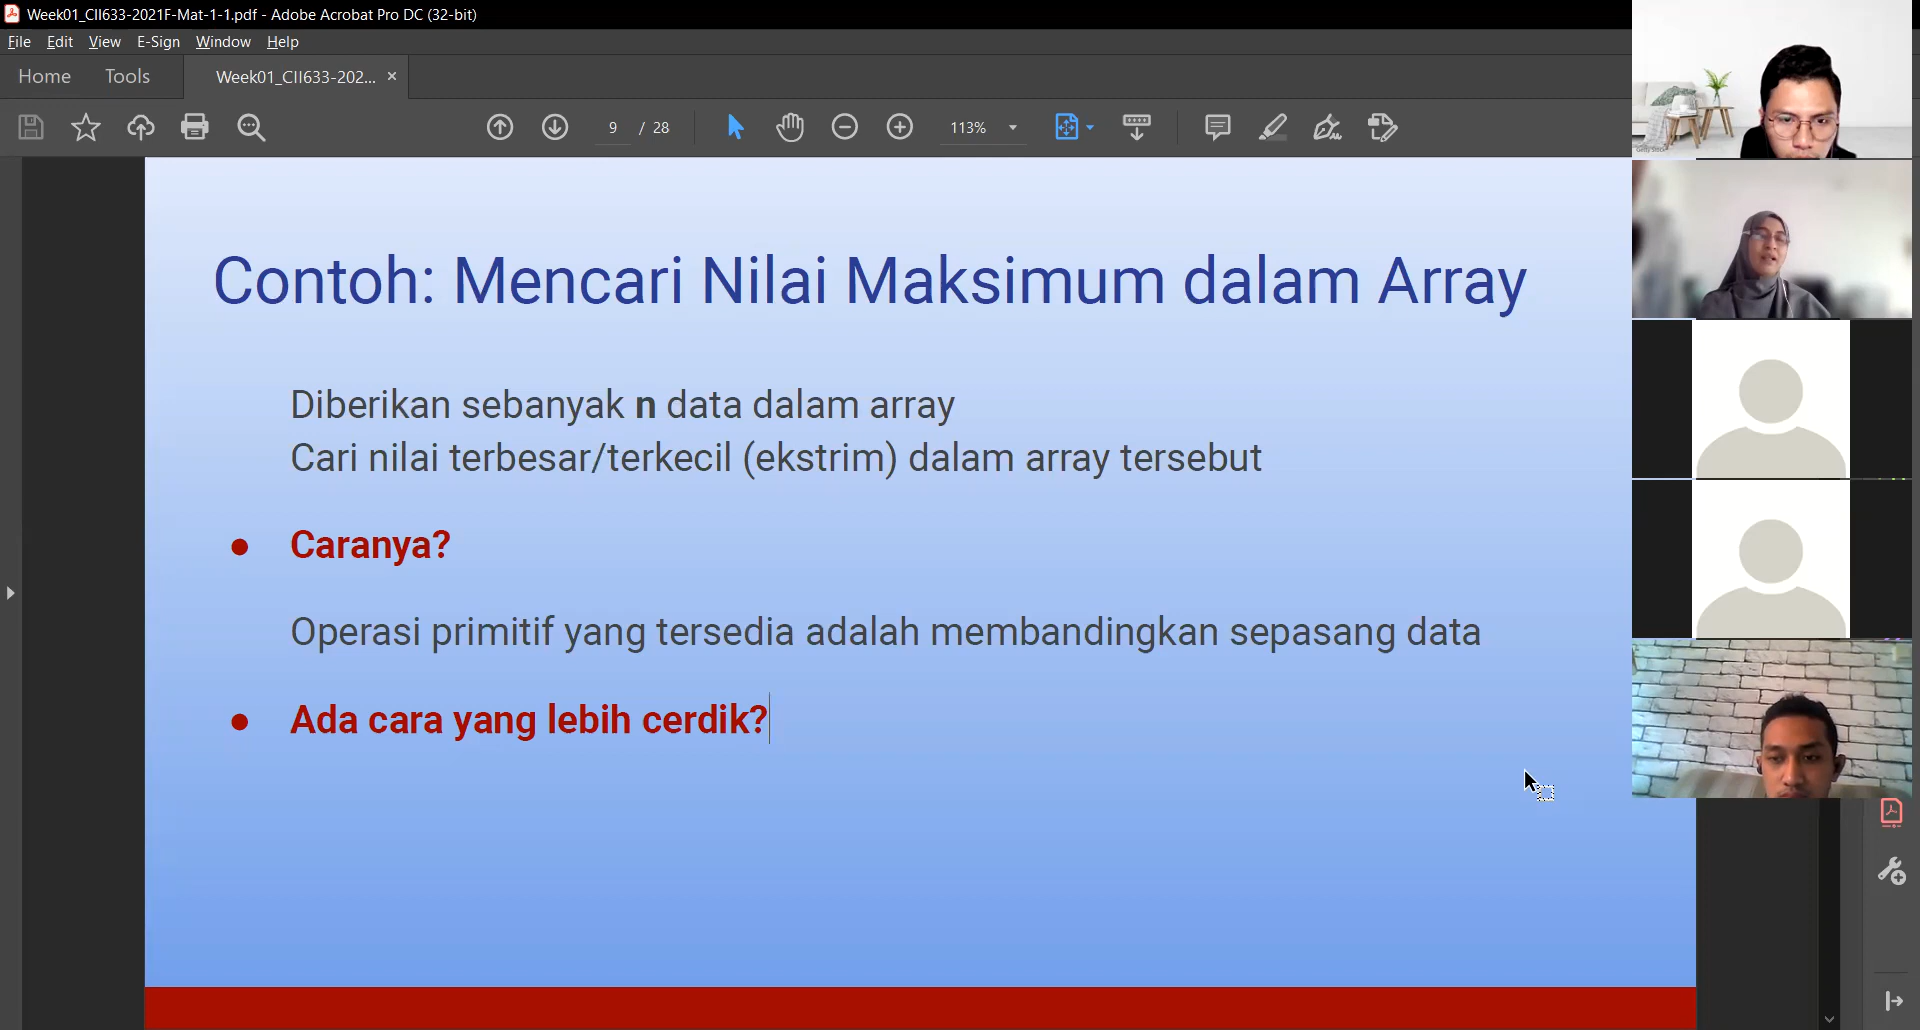 Week01_CII633-2021F-Mat-1-1.pdf - Adobe Acrobat Pro DC (32-bit)
File Edit View E-Sign Window Help
Home Tools Week01_CII633-202... ×
9 / 28 113%
Contoh: Mencari Nilai Maksimum dalam Array
Diberikan sebanyak n data dalam array
Cari nilai terbesar/terkecil (ekstrim) dalam array tersebut
● Caranya?
Operasi primitif yang tersedia adalah membandingkan sepasang data
● Ada cara yang lebih cerdik?